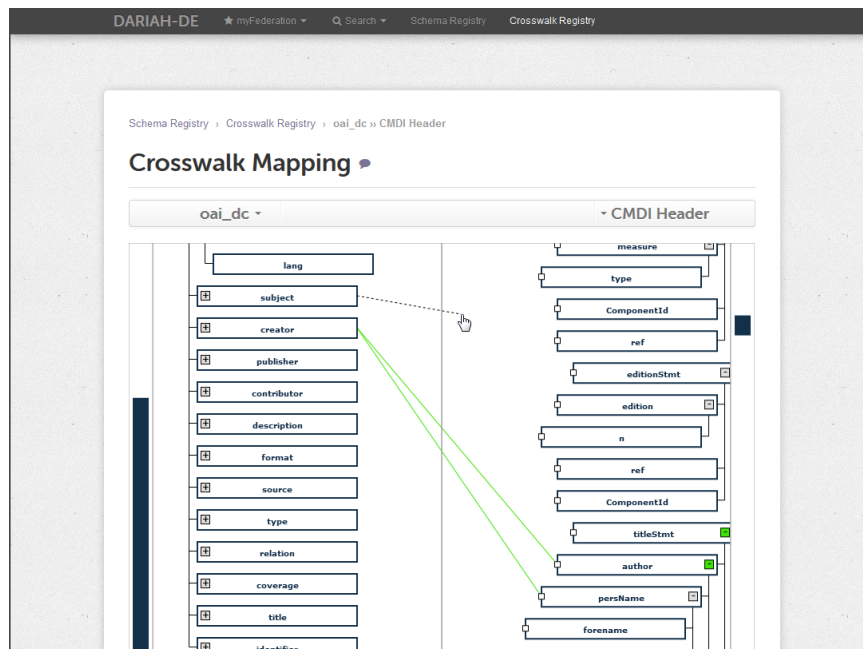 DARIAH-DE myFederation Search Schema Registry Crosswalk Registry
Schema Registry › Crosswalk Registry › oai_dc » CMDI Header
Crosswalk Mapping
oai_dc
CMDI Header
lang
subject
creator
publisher
contributor
description
format
source
type
relation
coverage
title
identifier
measure
type
ComponentId
ref
editionStmt
edition
n
ref
ComponentId
titleStmt
author
persName
forename